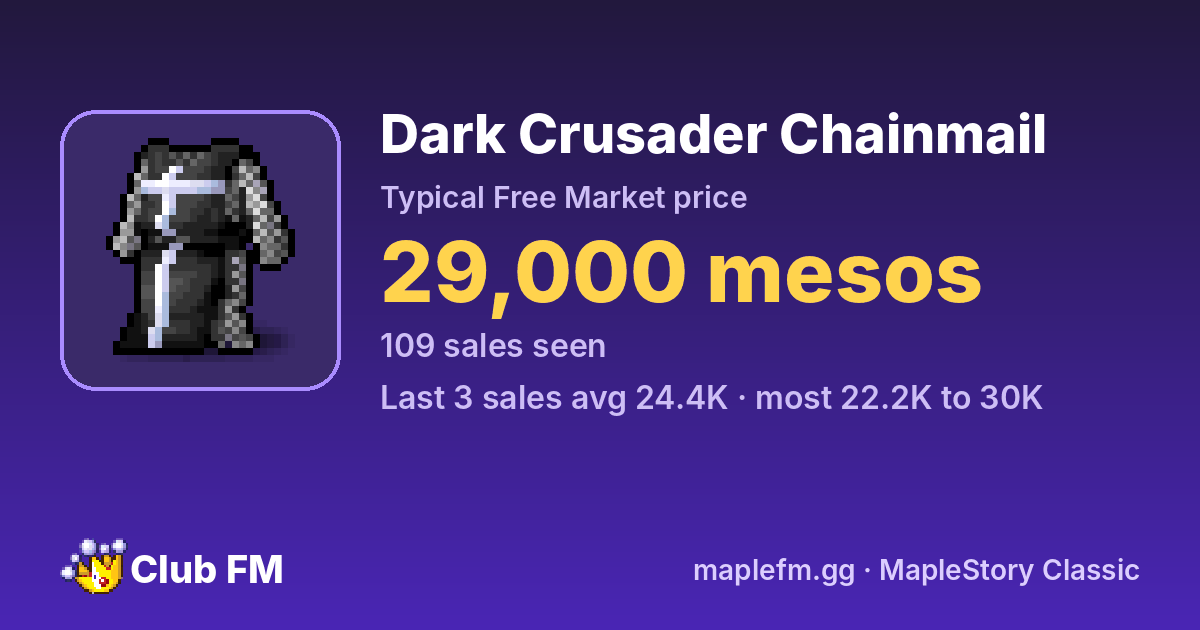 Dark Crusader Chainmail
Typical Free Market price
29,000 mesos
109 sales seen
Last 3 sales avg 24.4K · most 22.2K to 30K
Club FM
maplefm.gg · MapleStory Classic